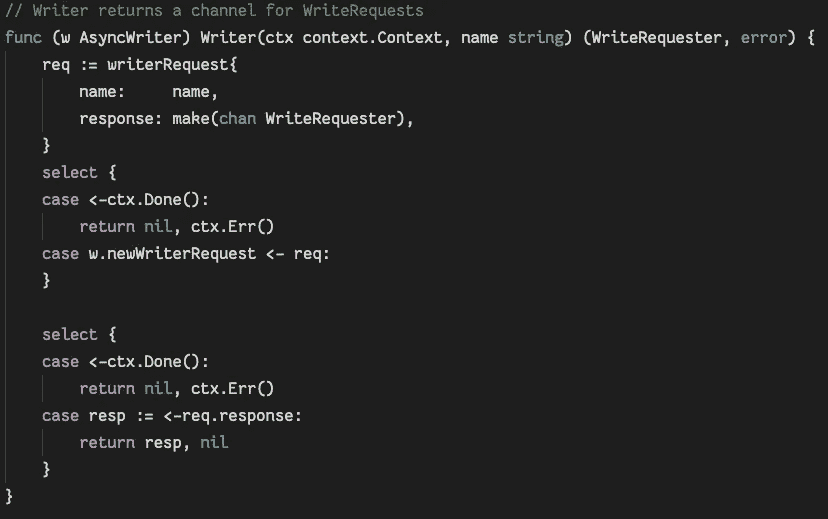 // Writer returns a channel for WriteRequests
func (w AsyncWriter) Writer(ctx context.Context, name string) (WriteRequester, error) {
    req := writerRequest{
        name:     name,
        response: make(chan WriteRequester),
    }
    select {
    case <-ctx.Done():
        return nil, ctx.Err()
    case w.newWriterRequest <- req:
    }

    select {
    case <-ctx.Done():
        return nil, ctx.Err()
    case resp := <-req.response:
        return resp, nil
    }
}